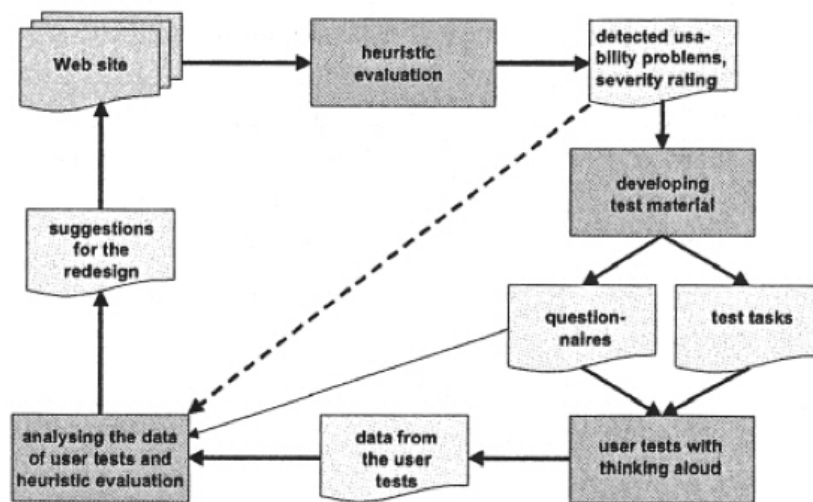 Web site
heuristic
evaluation
detected usa-
bility problems,
severity rating
developing
test material
suggestions
for the
redesign
question-
naires
test tasks
analysing the data
of user tests and
heuristic evaluation
data from
the user
tests
user tests with
thinking aloud